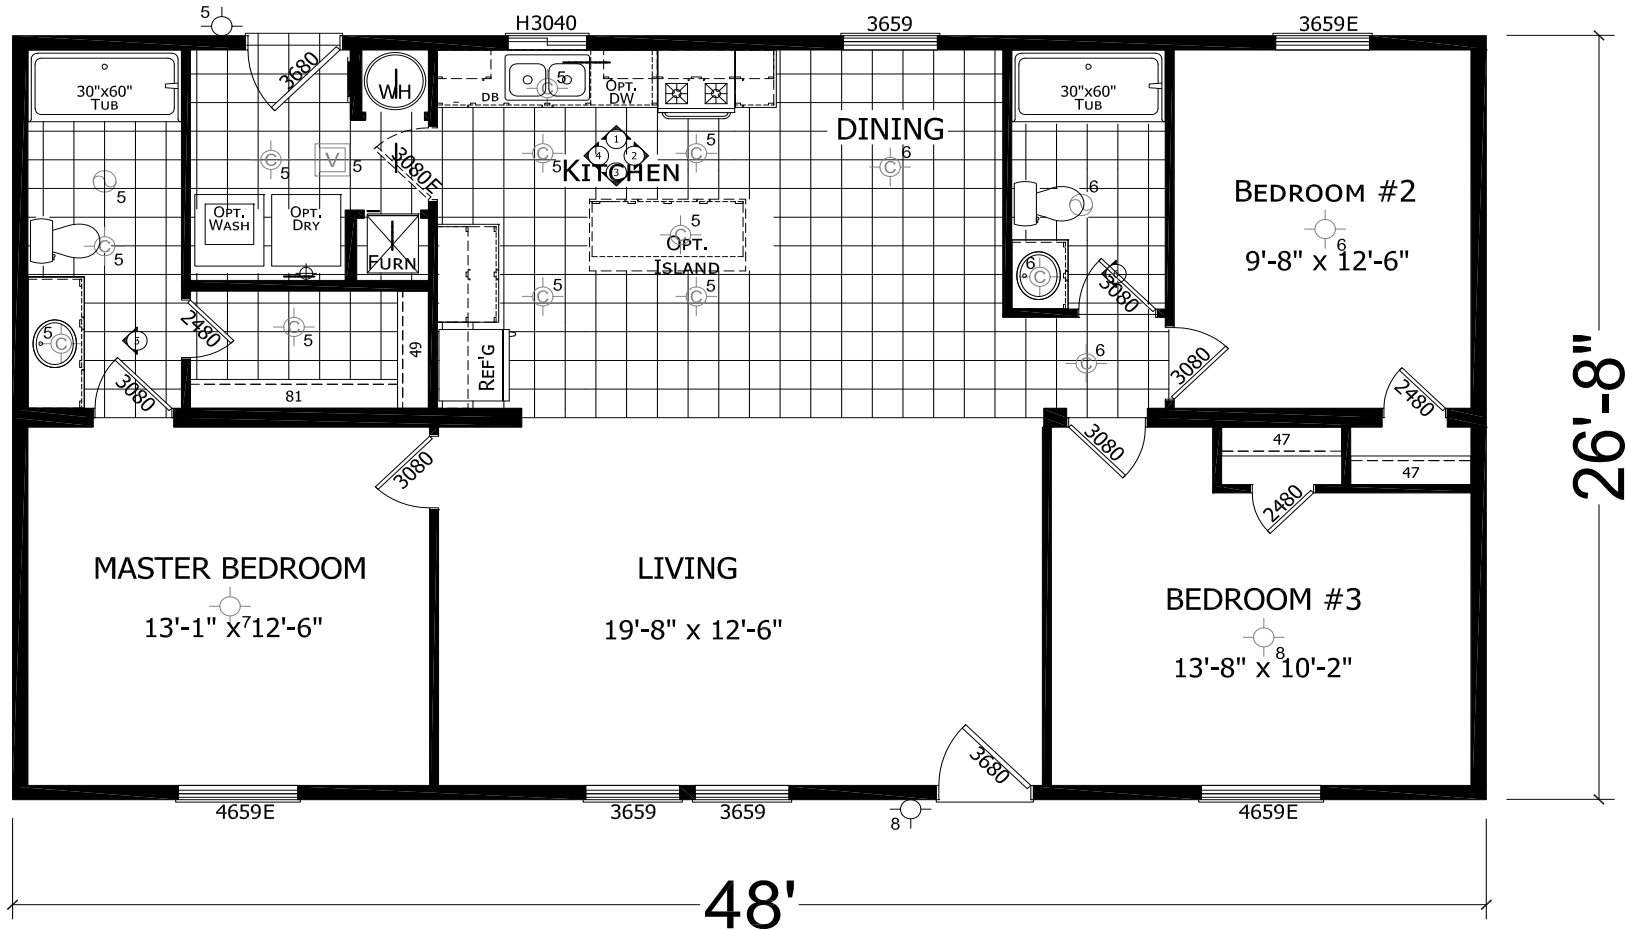 5
H3040
3659
3659E
30"x60"
TUB
3680
WH
DB
5
OPT.
DW
30"x60"
TUB
DINING
C
V
5
5
3080E
C
5
1
4
2
3
KITCHEN
C
5
C
6
5
C
5
OPT.
WASH
OPT.
DRY
FURN
5
C
OPT.
ISLAND
6
BEDROOM #2
6
9'-8" x 12'-6"
6
C
3080
C
5
C
5
5
C
5
2480
C
5
49
REF'G
C
6
3080
3080
81
2480
3080
3080
47
47
2480
26'-8"
MASTER BEDROOM
7
13'-1" x 12'-6"
LIVING
19'-8" x 12'-6"
BEDROOM #3
8
13'-8" x 10'-2"
3680
4659E
3659
3659
8
4659E
48'